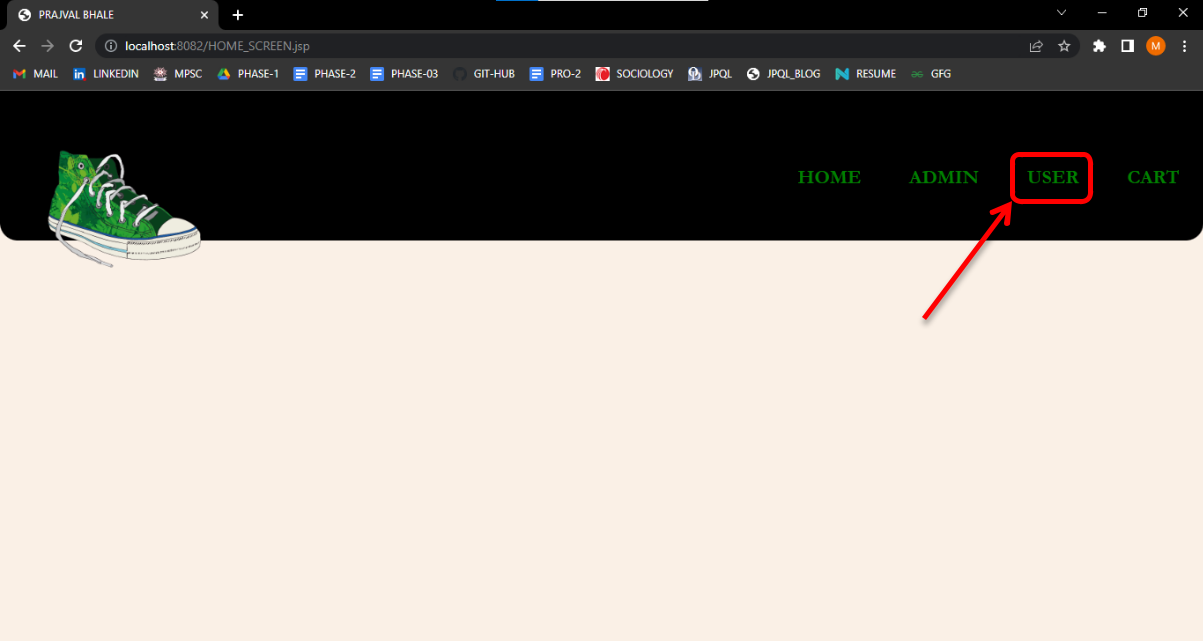 PRAJVAL BHALE
localhost:8082/HOME_SCREEN.jsp
M
MAIL LINKEDIN MPSC PHASE-1 PHASE-2 PHASE-03 GIT-HUB PRO-2 SOCIOLOGY JPQL JPQL_BLOG RESUME GFG
HOME ADMIN USER CART